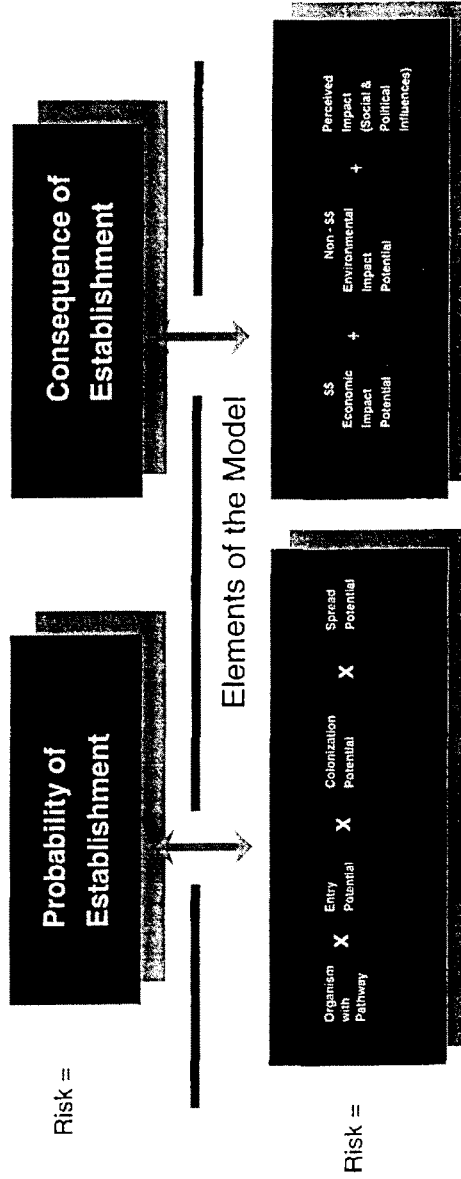 Risk =
Probability of
Establishment
Consequence of
Establishment
Elements of the Model
Risk =
Organism
with
Pathway
X
Entry
Potential
X
Colonization
Potential
X
Spread
Potential
$$
Economic
Impact
Potential
+
Non - $$
Environmental
Impact
Potential
+
Perceived
Impact
(Social &
Political
Influences)